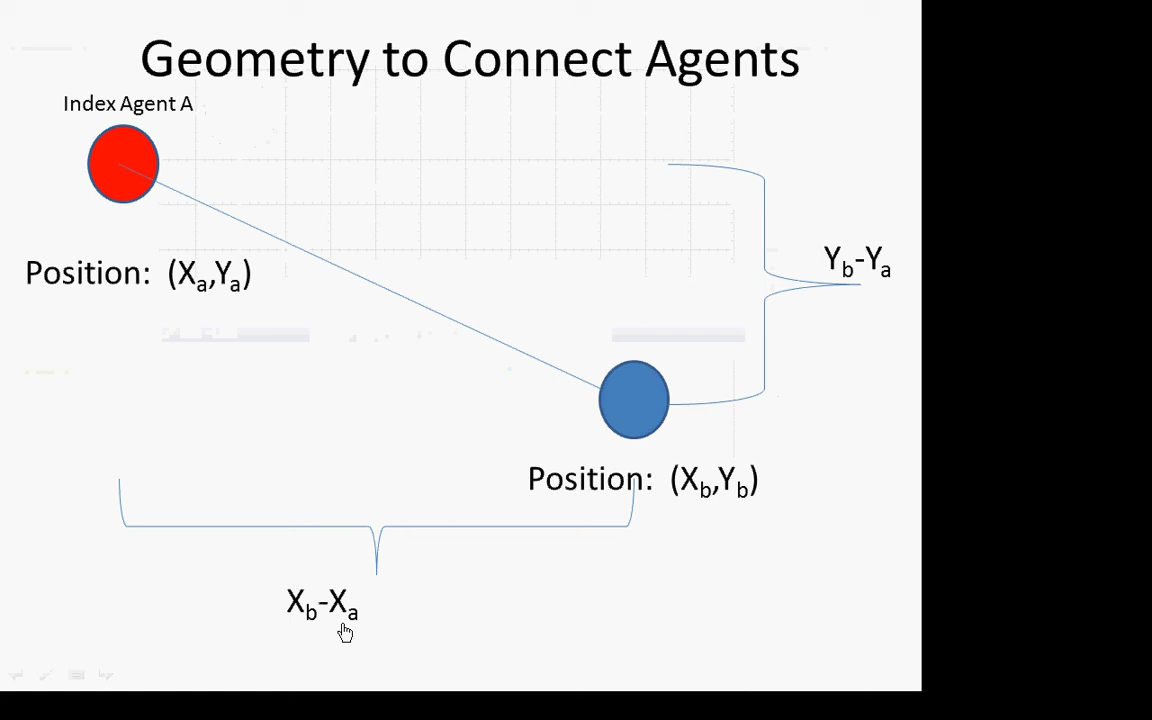 Geometry to Connect Agents
Index Agent A
Position: (Xa,Ya)
Yb-Ya
Position: (Xb,Yb)
Xb-Xa